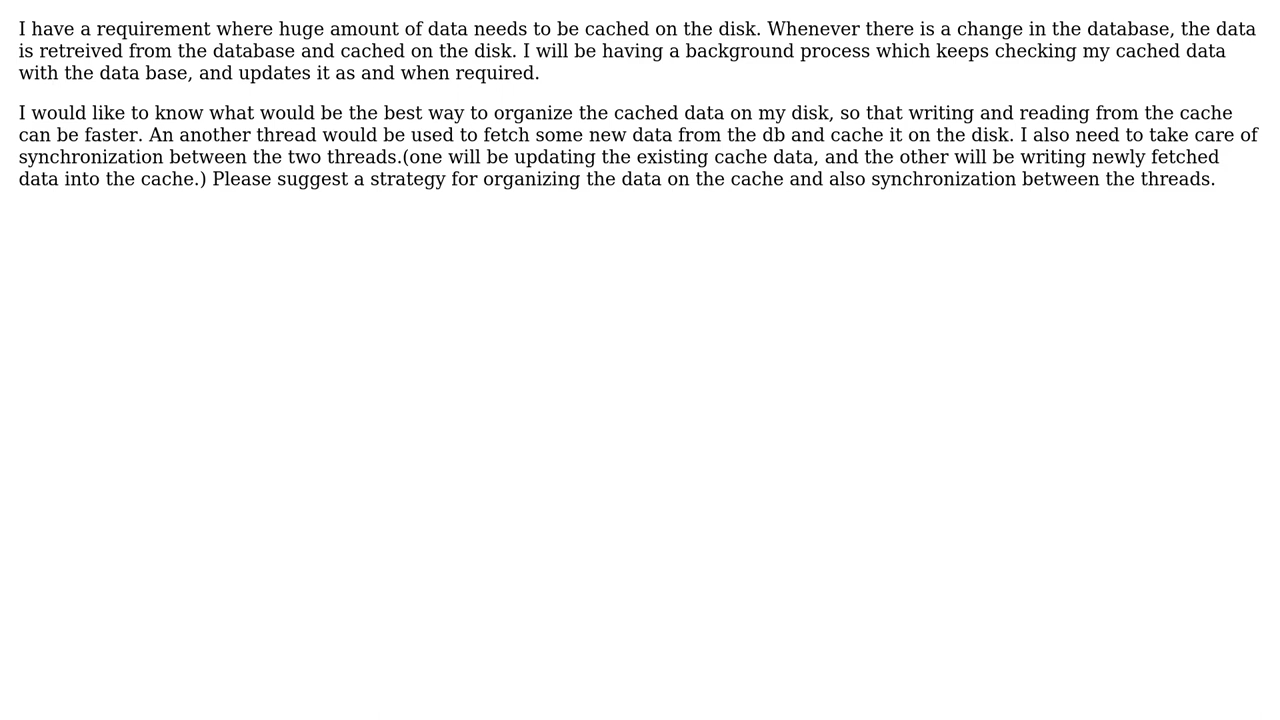 I have a requirement where huge amount of data needs to be cached on the disk. Whenever there is a change in the database, the data
is retreived from the database and cached on the disk. I will be having a background process which keeps checking my cached data
with the data base, and updates it as and when required.
I would like to know what would be the best way to organize the cached data on my disk, so that writing and reading from the cache
can be faster. An another thread would be used to fetch some new data from the db and cache it on the disk. I also need to take care of
synchronization between the two threads.(one will be updating the existing cache data, and the other will be writing newly fetched
data into the cache.) Please suggest a strategy for organizing the data on the cache and also synchronization between the threads.